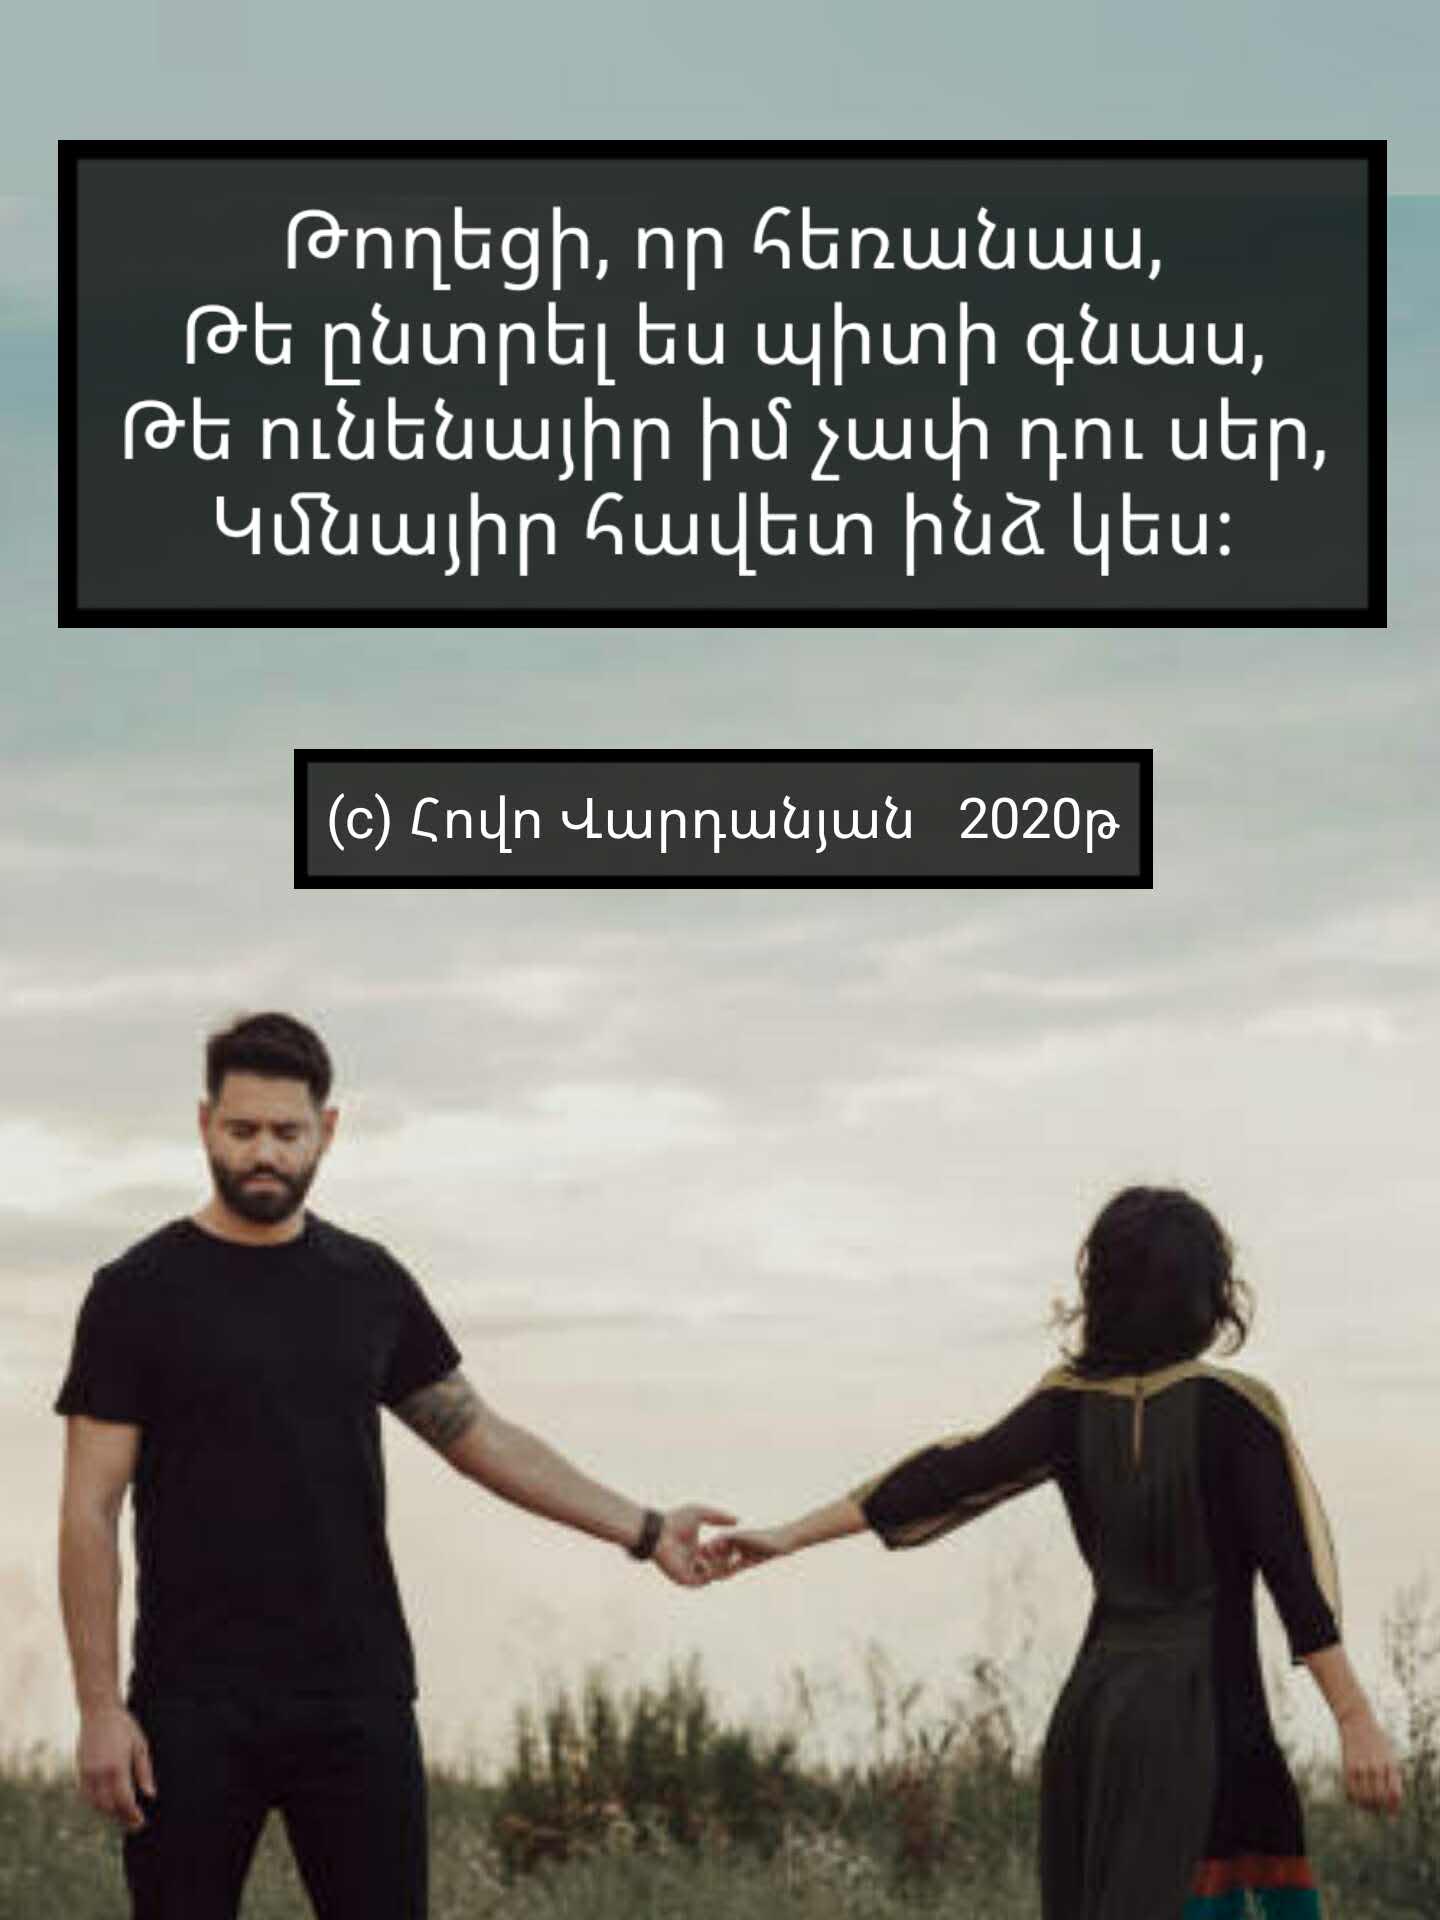 Թողեցի, որ հեռանաս,
Թե ընտրել ես պիտի գնաս,
Թե ունենայիր իմ չափ դու սեր,
Կմնայիր հավետ ինձ կես:
(c) Հովո Վարդանյան 2020թ